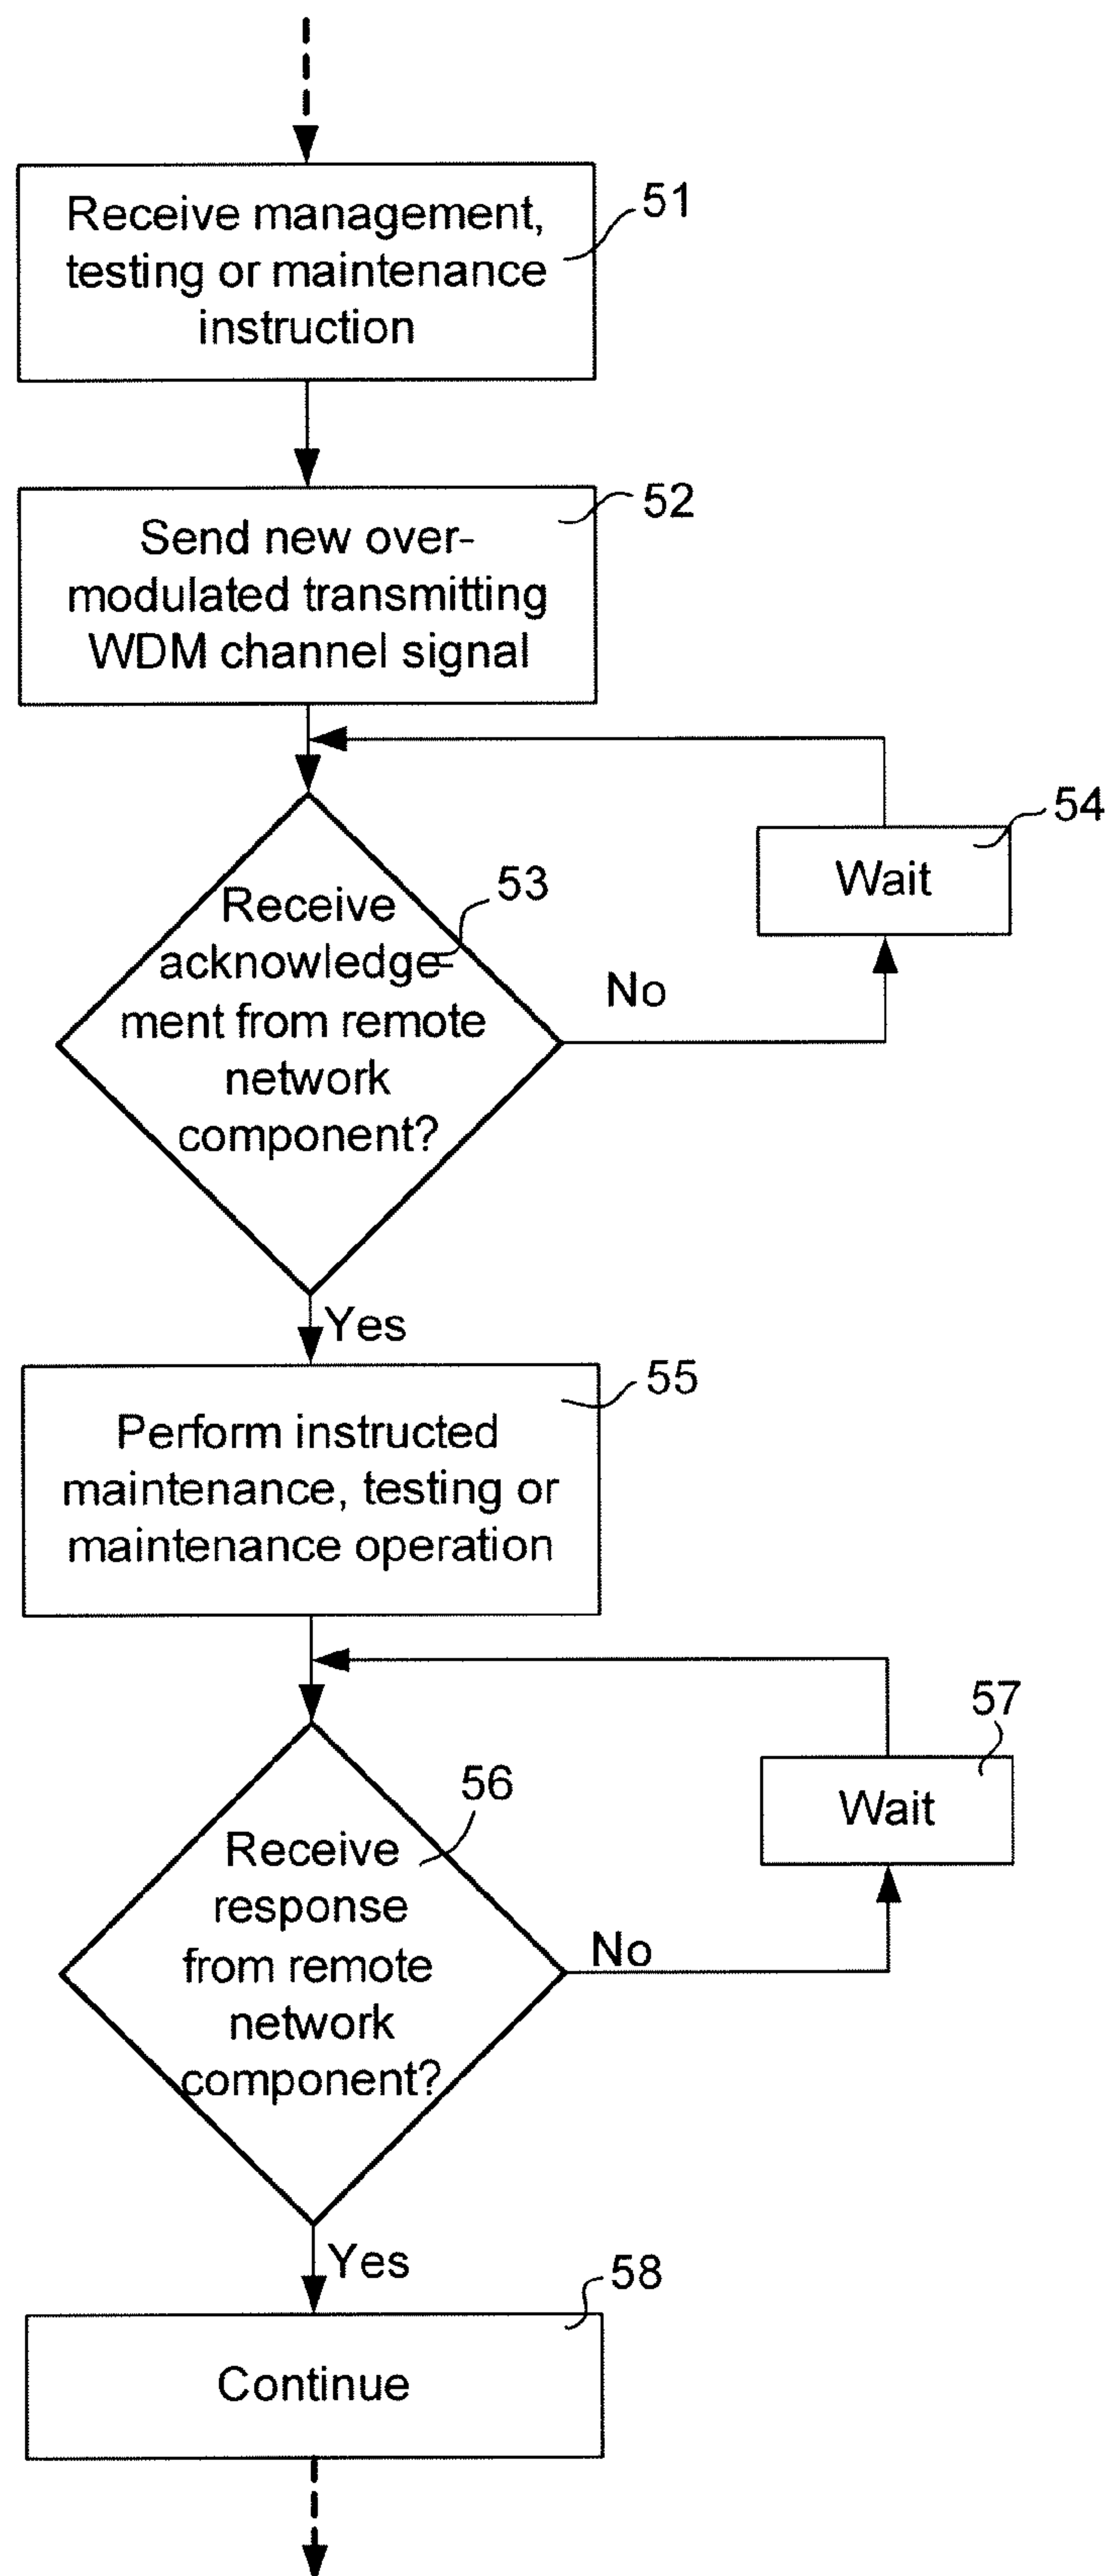 Receive management,
testing or maintenance
instruction
51
Send new over-
modulated transmitting
WDM channel signal
52
Wait
54
Receive
acknowledge-
ment from remote
network
component?
53
No
Yes
Perform instructed
maintenance, testing or
maintenance operation
55
Wait
57
Receive
response
from remote
network
component?
56
No
Yes
Continue
58